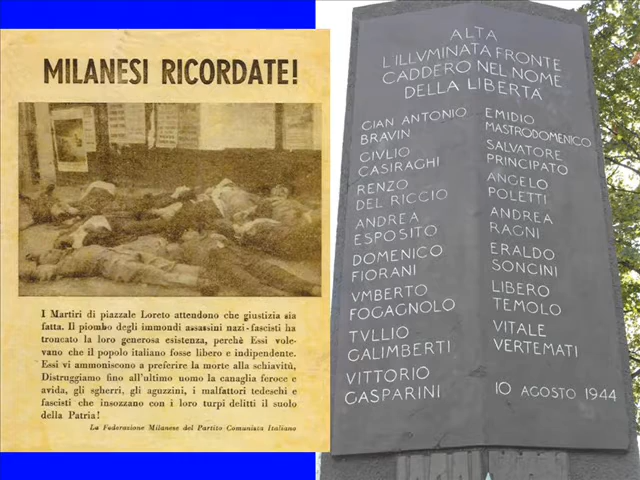 MILANESI RICORDATE!
I Martiri di piazzale Loreto attendono che giustizia sia
fatta. Il piombo degli immondi assassini nazi-fascisti ha
troncato la loro generosa esistenza, perchè Essi vole-
vano che il popolo italiano fosse libero e indipendente.
Essi vi ammoniscono a preferire la morte alla schiavitù,
Distruggiamo fino all'ultimo uomo la canaglia feroce e
avida, gli sgherri, gli aguzzini, i malfattori tedeschi e
fascisti che insozzano con i loro turpi delitti il suolo
della Patria!
La Federazione Milanese del Partito Comunista Italiano
ALTA
L'ILLVMINATA FRONTE
CADDERO NEL NOME
DELLA LIBERTÀ
GIAN ANTONIO
BRAVIN
GIVLIO
CASIRAGHI
RENZO
DEL RICCIO
ANDREA
ESPOSITO
DOMENICO
FIORANI
VMBERTO
FOGAGNOLO
TVLLIO
GALIMBERTI
VITTORIO
GASPARINI
EMIDIO
MASTRODOMENICO
SALVATORE
PRINCIPATO
ANGELO
POLETTI
ANDREA
RAGNI
ERALDO
SONCINI
LIBERO
TEMOLO
VITALE
VERTEMATI
10 AGOSTO 1944